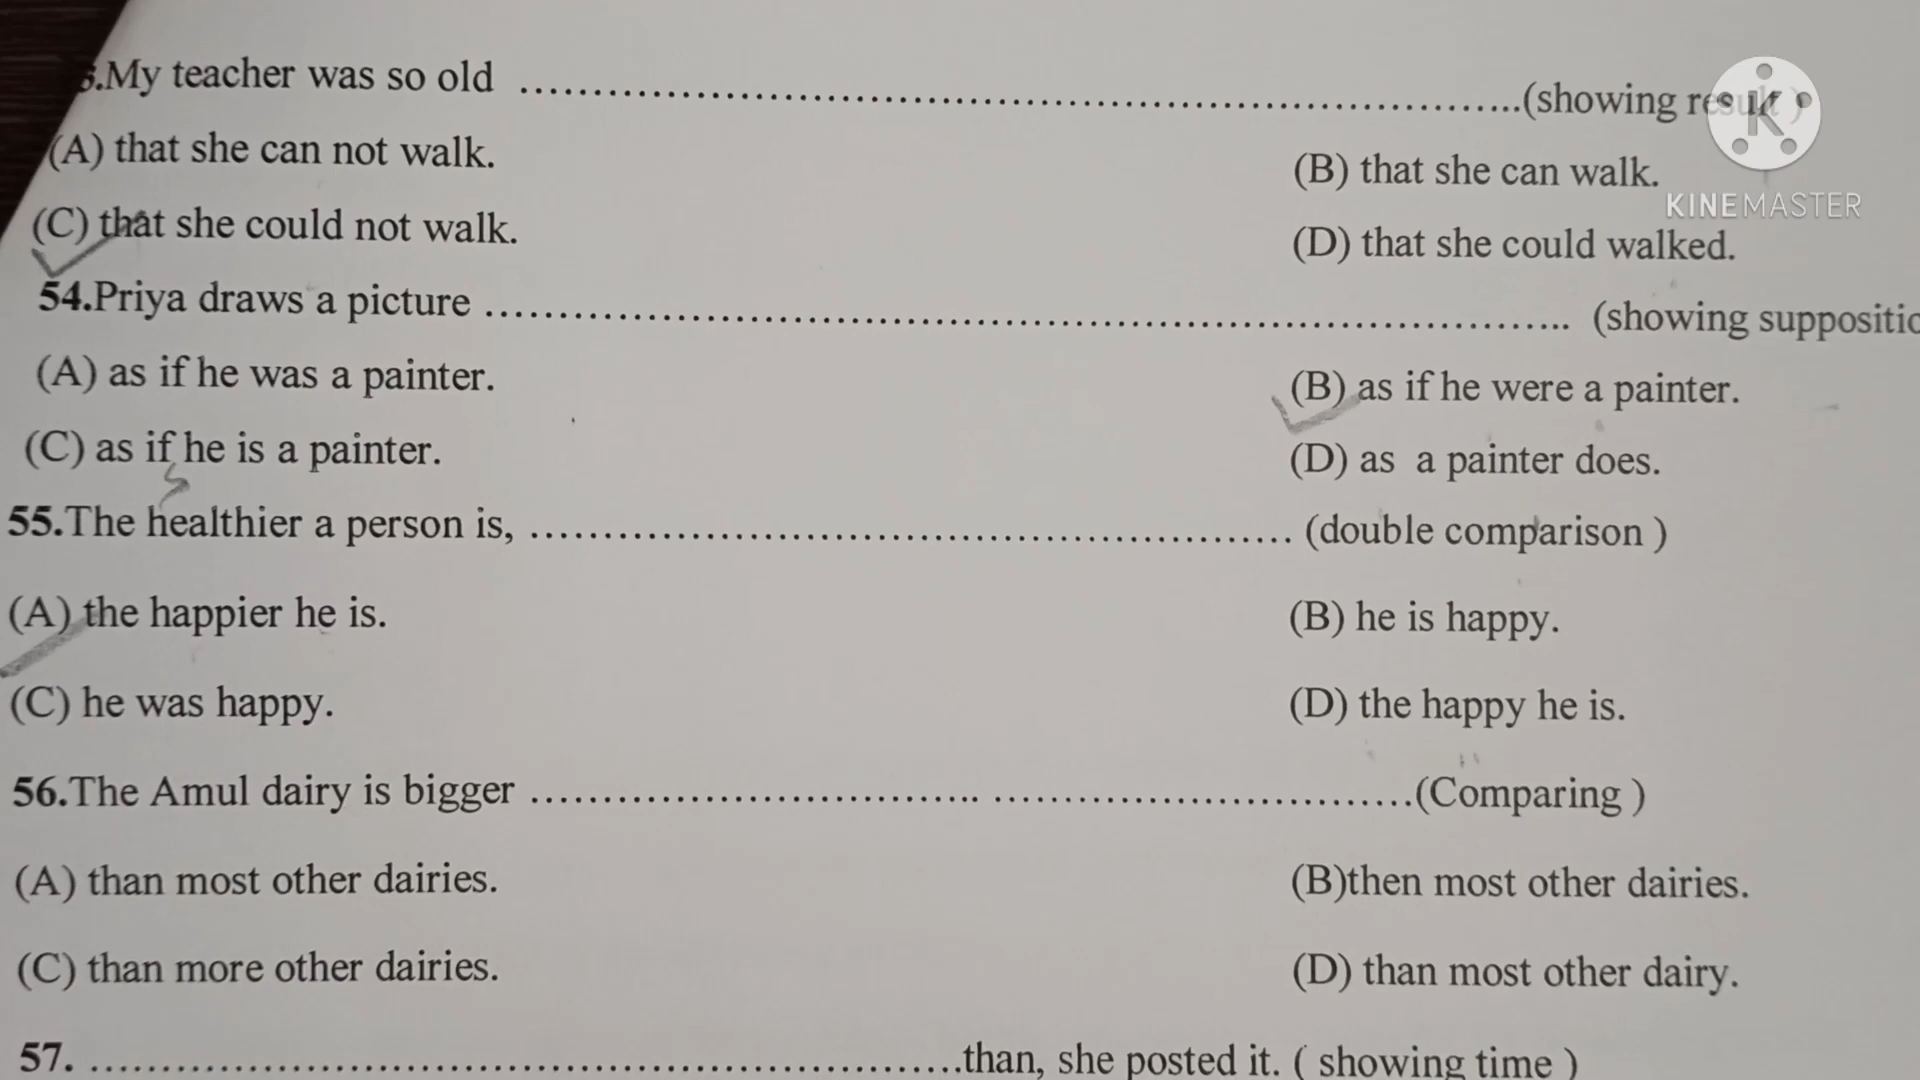 3.My teacher was so old ..........................................................................(showing result )
(A) that she can not walk. (B) that she can walk.
(C) that she could not walk. (D) that she could walked.
54.Priya draws a picture .......................................................................... (showing suppositio
(A) as if he was a painter. (B) as if he were a painter.
(C) as if he is a painter. (D) as a painter does.
55.The healthier a person is, .................................................... (double comparison )
(A) the happier he is. (B) he is happy.
(C) he was happy. (D) the happy he is.
56.The Amul dairy is bigger ............................... .............................(Comparing )
(A) than most other dairies. (B)then most other dairies.
(C) than more other dairies. (D) than most other dairy.
57. ............................................................than, she posted it. ( showing time )
K
KINEMASTER